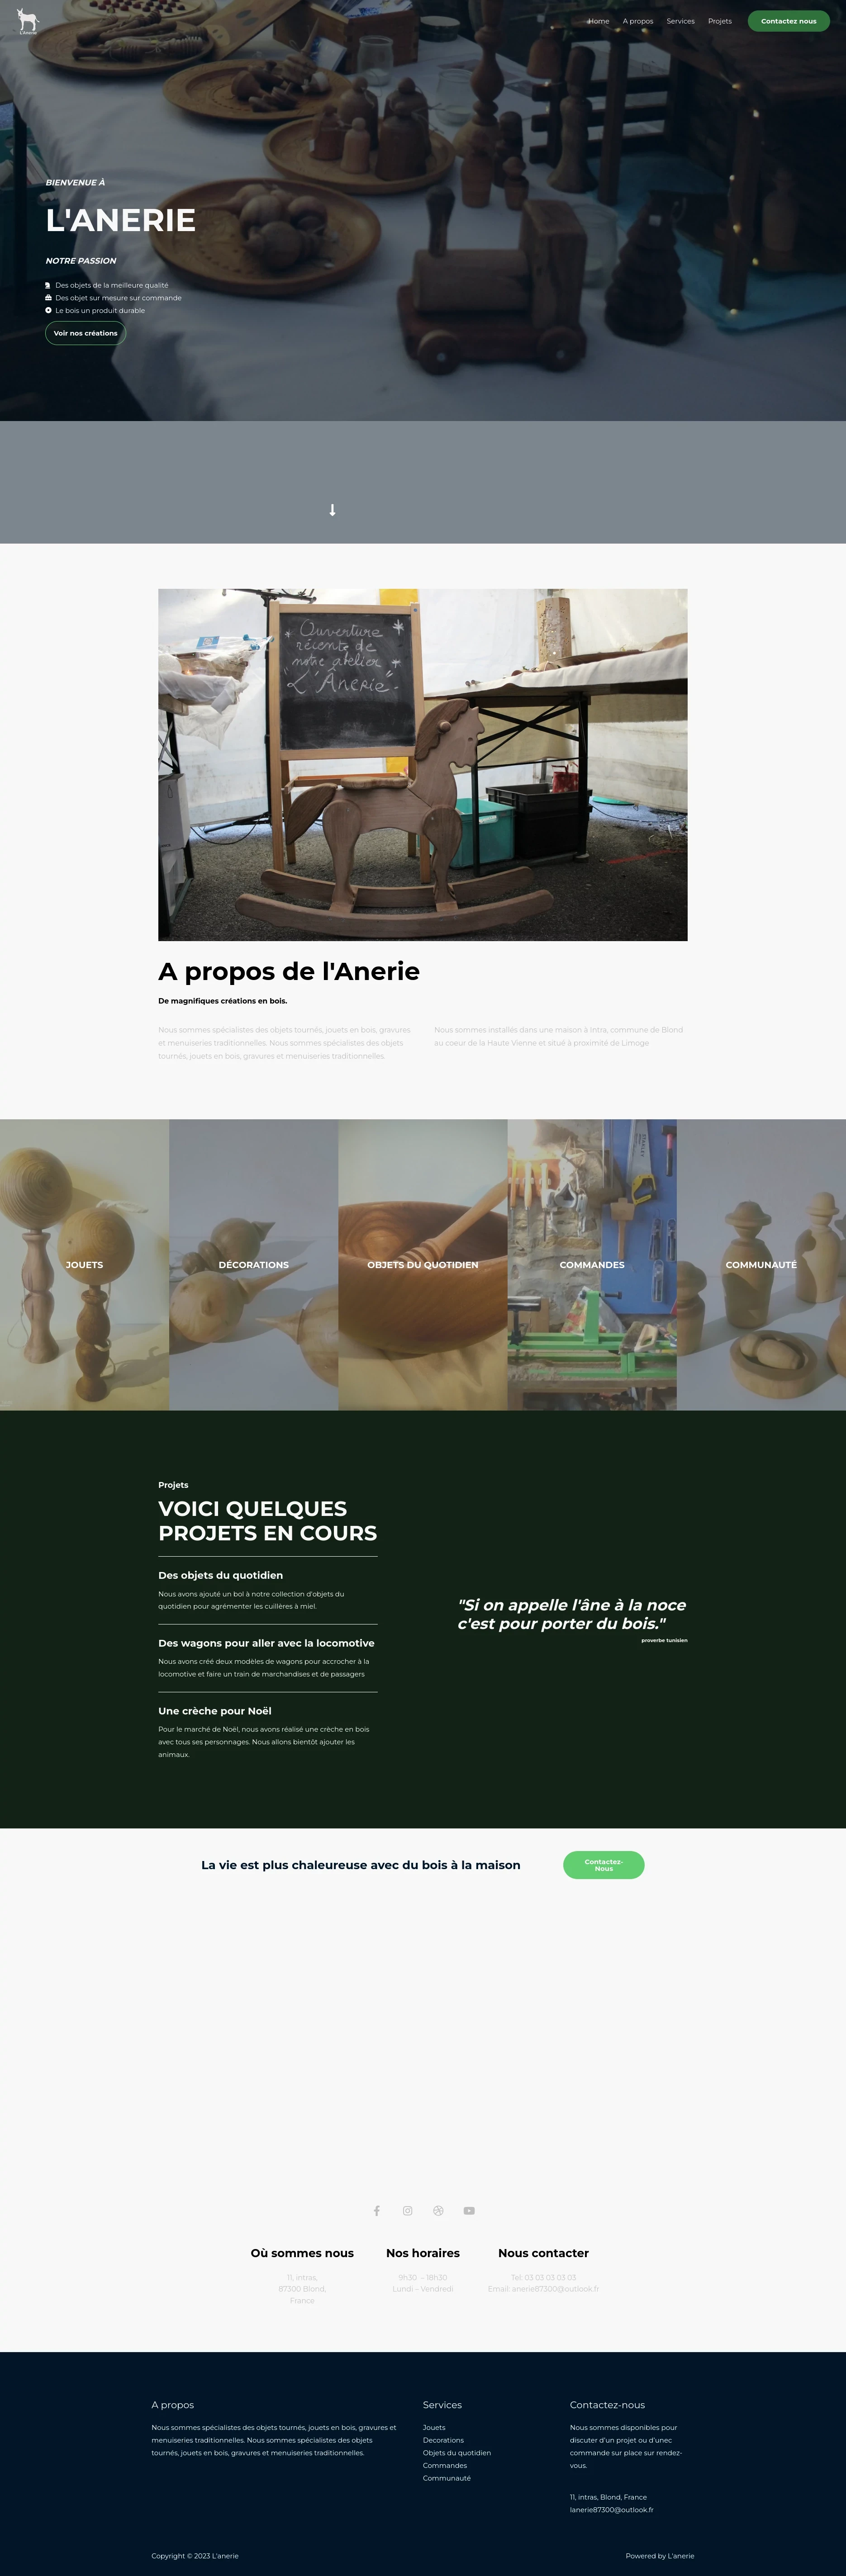 L'Anerie
Home
A propos
Services
Projets
Contactez nous
BIENVENUE À
L'ANERIE
NOTRE PASSION
Des objets de la meilleure qualité
Des objet sur mesure sur commande
Le bois un produit durable
Voir nos créations
Ouverture
récente de
notre atelier
L'Ânerie.
A propos de l'Anerie
De magnifiques créations en bois.
Nous sommes spécialistes des objets tournés, jouets en bois, gravures
et menuiseries traditionnelles. Nous sommes spécialistes des objets
tournés, jouets en bois, gravures et menuiseries traditionnelles
Nous sommes installés dans une maison à Intra, commune de Blond
au coeur de la Haute Vienne et situé à proximité de Limoge
JOUETS
DÉCORATIONS
OBJETS DU QUOTIDIEN
COMMANDES
COMMUNAUTÉ
Projets
VOICI QUELQUES
PROJETS EN COURS
Des objets du quotidien
Nous avons ajouté un bol à notre collection d'objets du
quotidien pour agrémenter les cuillères à miel.
Des wagons pour aller avec la locomotive
Nous avons créé deux modèles de wagons pour accrocher à la
locomotive et faire un train de marchandises et de passagers
Une crèche pour Noël
Pour le marché de Noël, nous avons réalisé une crèche en bois
avec tous ses personnages. Nous allons bientôt ajouter les
animaux.
"Si on appelle l'âne à la noce
c'est pour porter du bois."
proverbe tunisien
La vie est plus chaleureuse avec du bois à la maison
Contactez-
Nous
Où sommes nous
11, intras,
87300 Blond,
France
Nos horaires
9h30 – 18h30
Lundi – Vendredi
Nous contacter
Tel: 03 03 03 03 03
Email: anerie87300@outlook.fr
A propos
Nous sommes spécialistes des objets tournés, jouets en bois, gravures et
menuiseries traditionnelles. Nous sommes spécialistes des objets
tournés, jouets en bois, gravures et menuiseries traditionnelles.
Services
Jouets
Decorations
Objets du quotidien
Commandes
Communauté
Contactez-nous
Nous sommes disponibles pour
discuter d'un projet ou d'unec
commande sur place sur rendez-
vous.
11, intras, Blond, France
lanerie87300@outlook.fr
Copyright © 2023 L'anerie
Powered by L'anerie